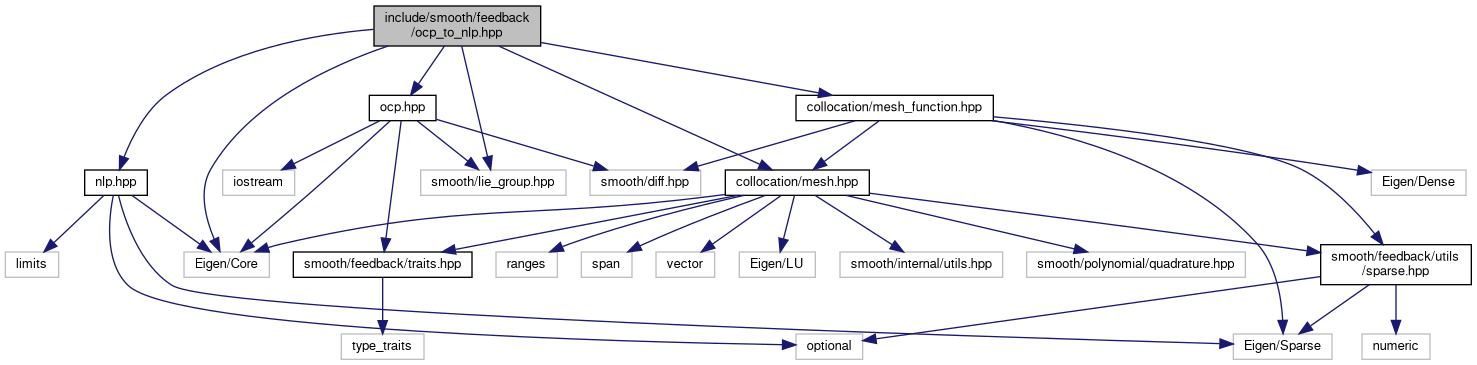 include/smooth/feedback
/ocp_to_nlp.hpp
ocp.hpp
collocation/mesh_function.hpp
nlp.hpp
iostream
smooth/lie_group.hpp
smooth/diff.hpp
collocation/mesh.hpp
Eigen/Dense
limits
Eigen/Core
smooth/feedback/traits.hpp
ranges
span
vector
Eigen/LU
smooth/internal/utils.hpp
smooth/polynomial/quadrature.hpp
smooth/feedback/utils
/sparse.hpp
type_traits
optional
Eigen/Sparse
numeric